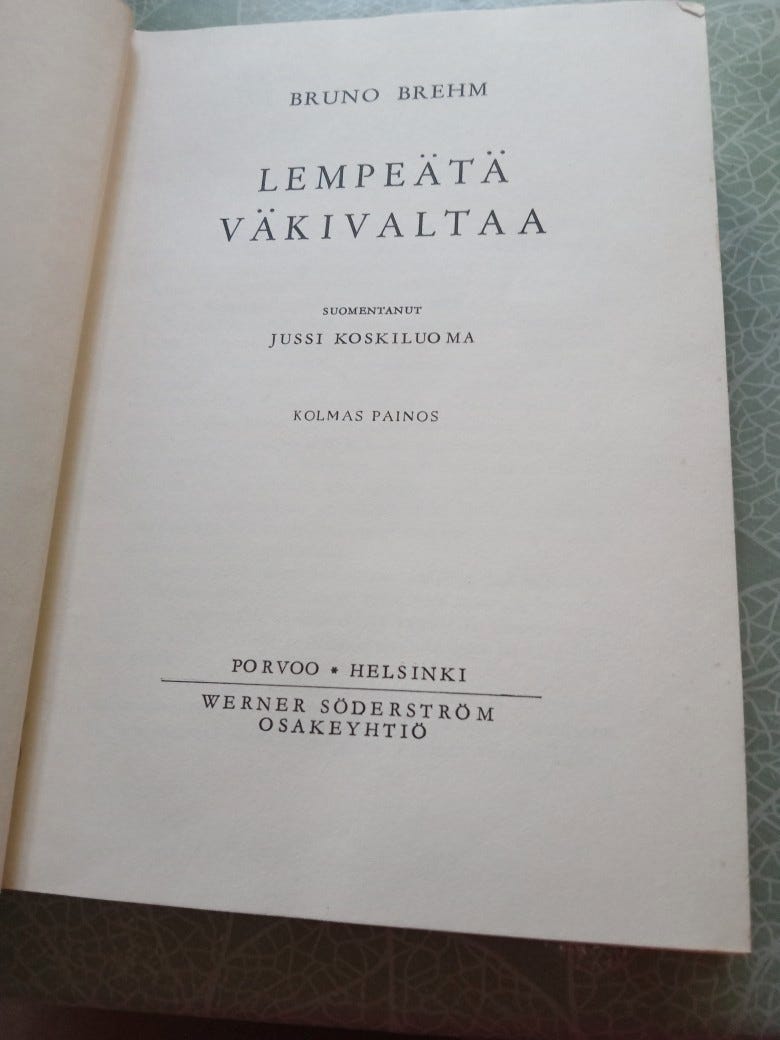 BRUNO BREHM
LEMPEÄTÄ
VÄKIVALTAA
SUOMENTANUT
JUSSI KOSKILUOMA
KOLMAS PAINOS
PORVOO * HELSINKI
WERNER SÖDERSTRÖM
OSAKEYHTIÖ